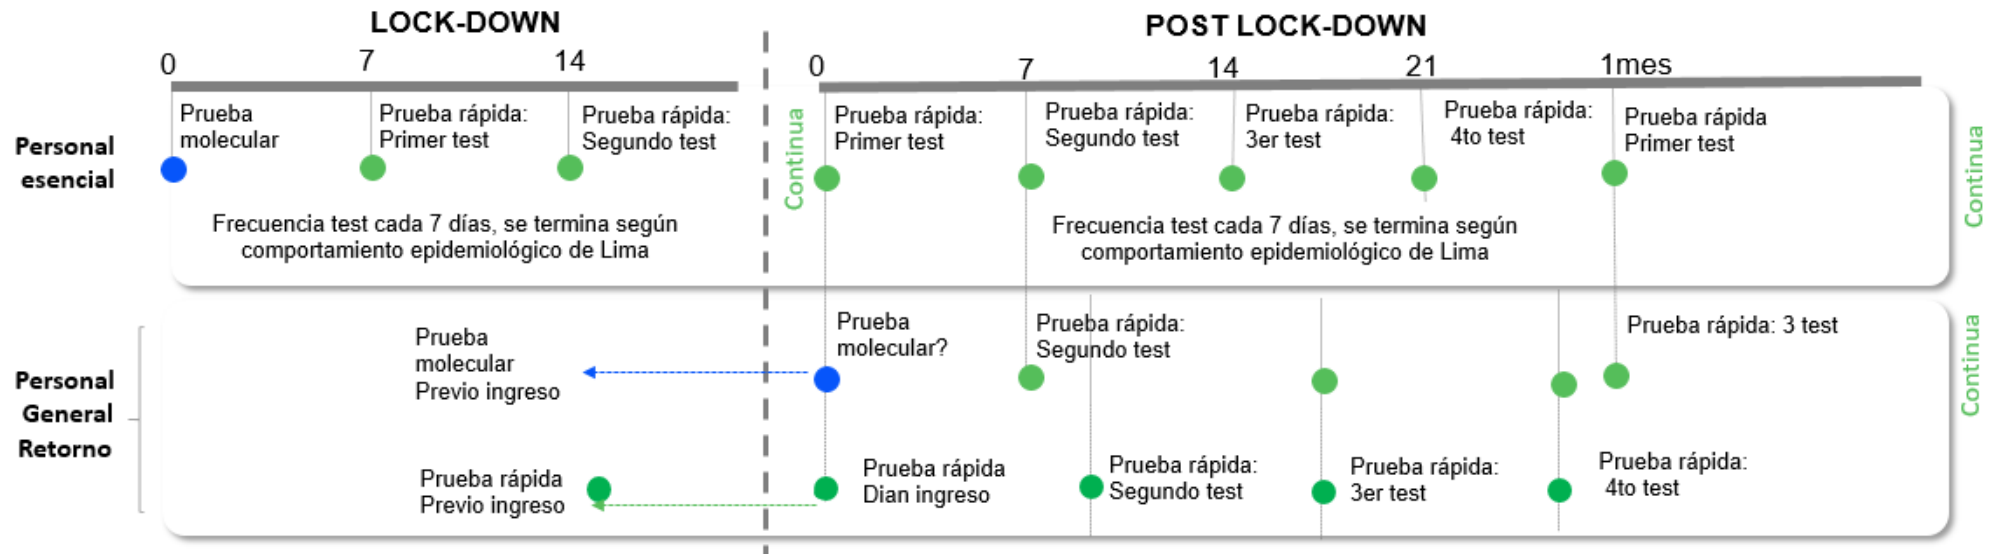 LOCK-DOWN
POST LOCK-DOWN
0
7
14
0
7
14
21
1mes
Personal
esencial
Prueba
molecular
Prueba rápida:
Primer test
Prueba rápida:
Segundo test
Continua
Prueba rápida:
Primer test
Prueba rápida:
Segundo test
Prueba rápida:
3er test
Prueba rápida:
4to test
Prueba rápida
Primer test
Continua
Frecuencia test cada 7 días, se termina según
comportamiento epidemiológico de Lima
Frecuencia test cada 7 días, se termina según
comportamiento epidemiológico de Lima
Personal
General
Retorno
Prueba
molecular
Previo ingreso
Prueba
molecular?
Prueba rápida:
Segundo test
Prueba rápida: 3 test
Continua
Prueba rápida
Previo ingreso
Prueba rápida
Dian ingreso
Prueba rápida:
Segundo test
Prueba rápida:
3er test
Prueba rápida:
4to test